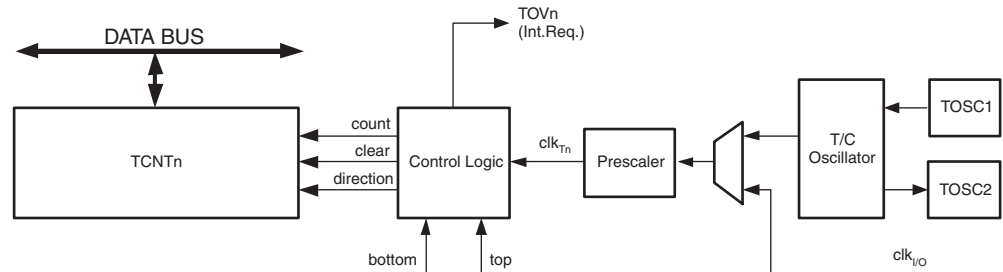 TOVn
(Int.Req.)
DATA BUS
TCNTn
count
clear
direction
Control Logic
clkTn
Prescaler
T/C
Oscillator
TOSC1
TOSC2
bottom
top
clkI/O